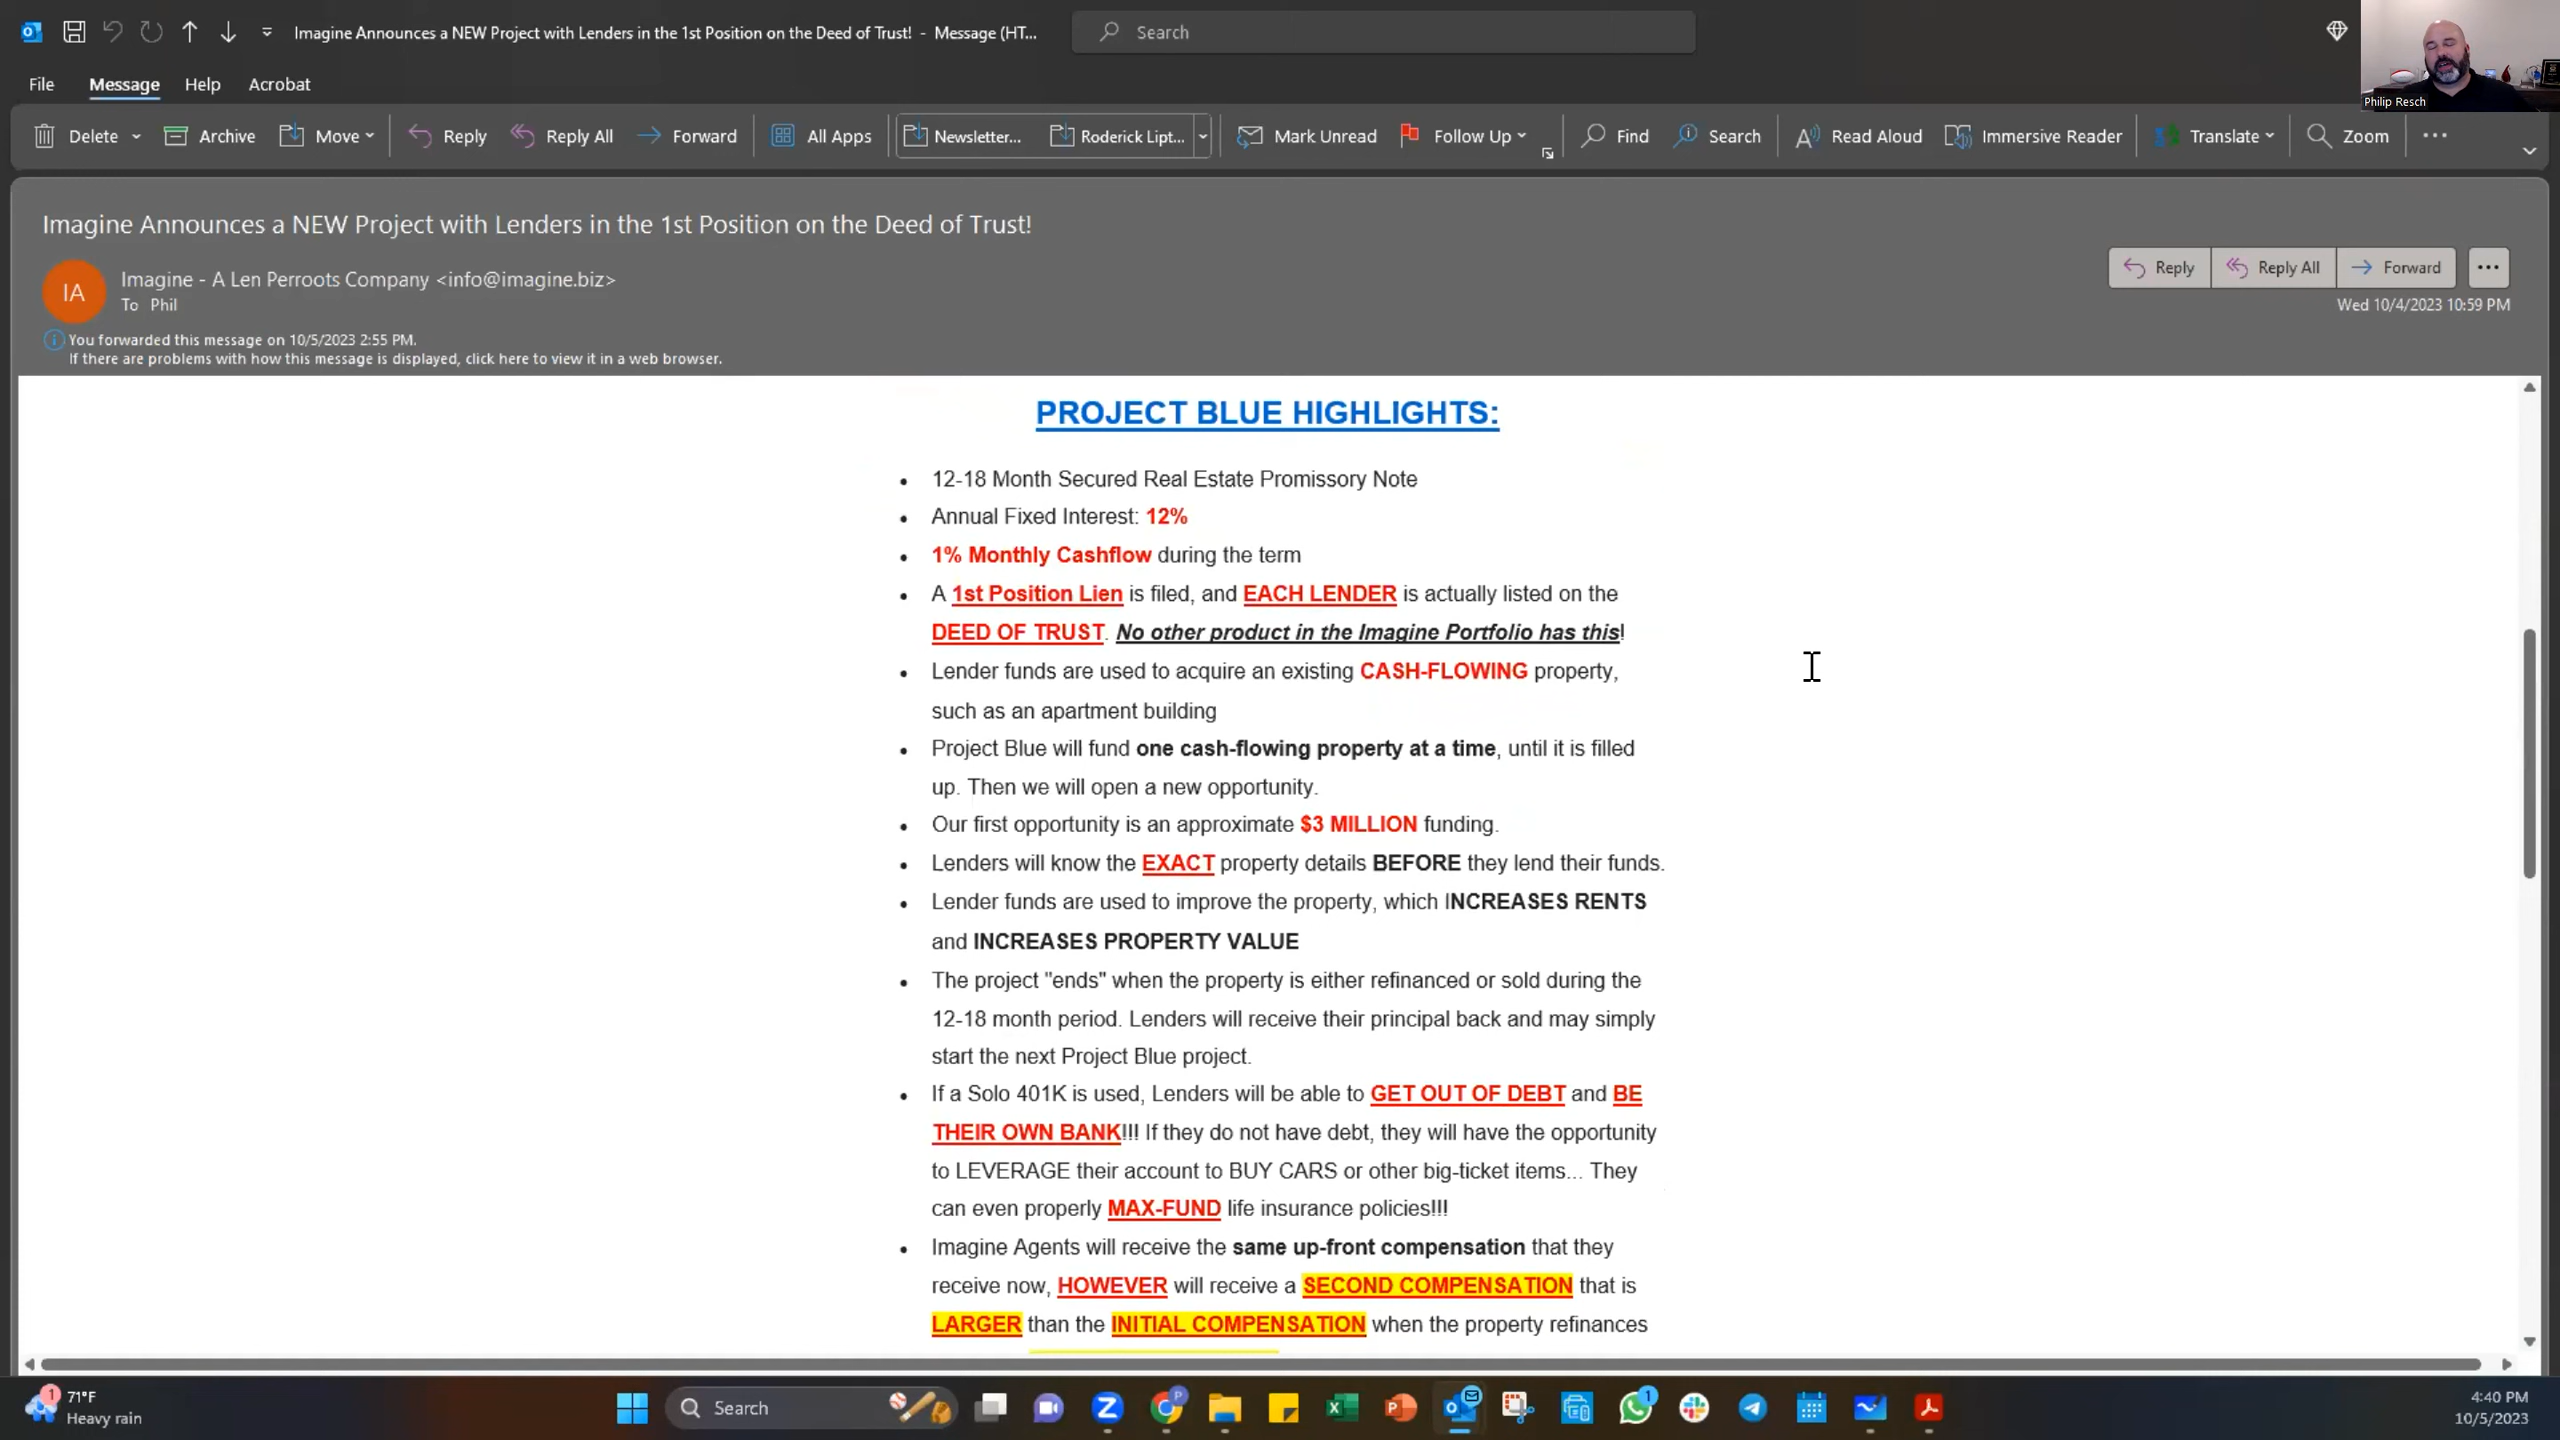 Imagine Announces a NEW Project with Lenders in the 1st Position on the Deed of Trust! - Message (HT...
Search
Philip Resch
File Message Help Acrobat
Delete Archive Move Reply Reply All Forward All Apps Newsletter... Roderick Lipt... Mark Unread Follow Up Find Search Read Aloud Immersive Reader Translate Zoom ...
Imagine Announces a NEW Project with Lenders in the 1st Position on the Deed of Trust!
IA
Imagine - A Len Perroots Company <info@imagine.biz>
To Phil
Reply Reply All Forward ...
Wed 10/4/2023 10:59 PM
You forwarded this message on 10/5/2023 2:55 PM.
If there are problems with how this message is displayed, click here to view it in a web browser.
PROJECT BLUE HIGHLIGHTS:
• 12-18 Month Secured Real Estate Promissory Note
• Annual Fixed Interest: 12%
• 1% Monthly Cashflow during the term
• A 1st Position Lien is filed, and EACH LENDER is actually listed on the
DEED OF TRUST. No other product in the Imagine Portfolio has this!
• Lender funds are used to acquire an existing CASH-FLOWING property,
such as an apartment building
• Project Blue will fund one cash-flowing property at a time, until it is filled
up. Then we will open a new opportunity.
• Our first opportunity is an approximate $3 MILLION funding.
• Lenders will know the EXACT property details BEFORE they lend their funds.
• Lender funds are used to improve the property, which INCREASES RENTS
and INCREASES PROPERTY VALUE
• The project "ends" when the property is either refinanced or sold during the
12-18 month period. Lenders will receive their principal back and may simply
start the next Project Blue project.
• If a Solo 401K is used, Lenders will be able to GET OUT OF DEBT and BE
THEIR OWN BANK!!! If they do not have debt, they will have the opportunity
to LEVERAGE their account to BUY CARS or other big-ticket items... They
can even properly MAX-FUND life insurance policies!!!
• Imagine Agents will receive the same up-front compensation that they
receive now, HOWEVER will receive a SECOND COMPENSATION that is
LARGER than the INITIAL COMPENSATION when the property refinances
1
71°F
Heavy rain
Search
1
4:40 PM
10/5/2023